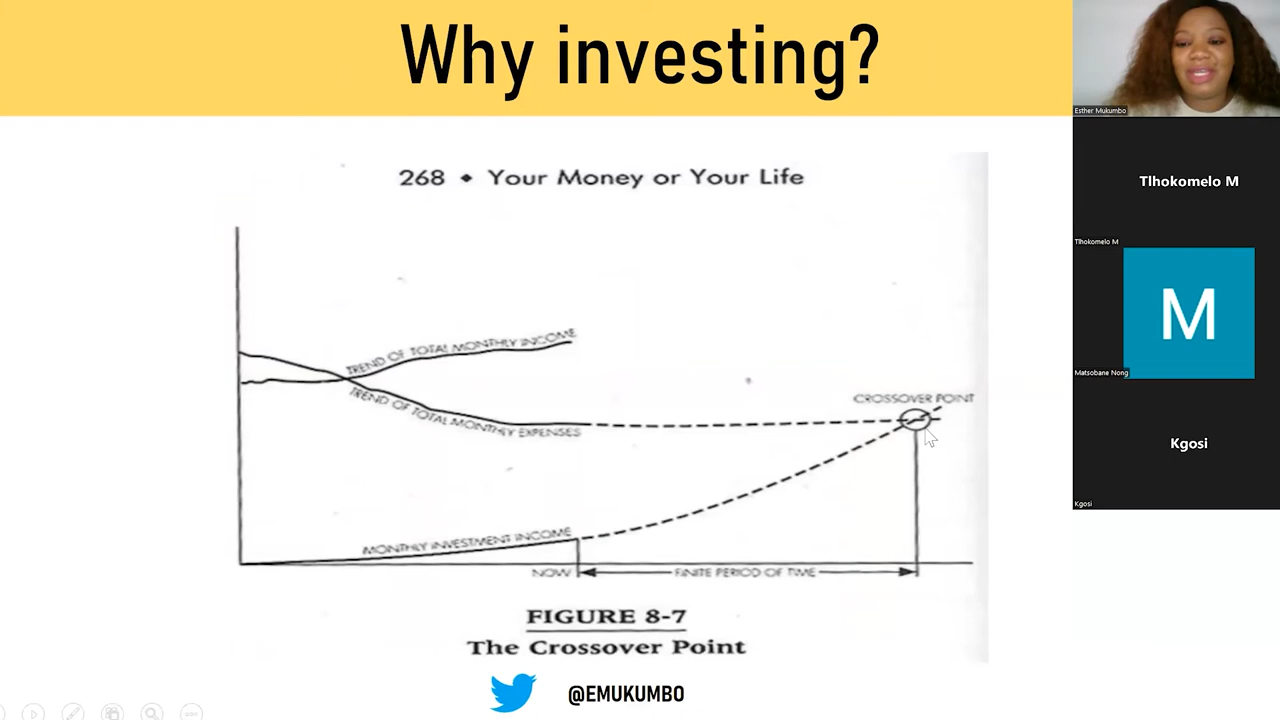 Why investing?
268 • Your Money or Your Life
TREND OF TOTAL MONTHLY INCOME
TREND OF TOTAL MONTHLY EXPENSES
CROSSOVER POINT
MONTHLY INVESTMENT INCOME
NOW
FINITE PERIOD OF TIME
FIGURE 8-7
The Crossover Point
@EMUKUMBO
Esther Mukumbo
Tlhokomelo M
Tlhokomelo M
M
Matsobane Nong
Kgosi
Kgosi